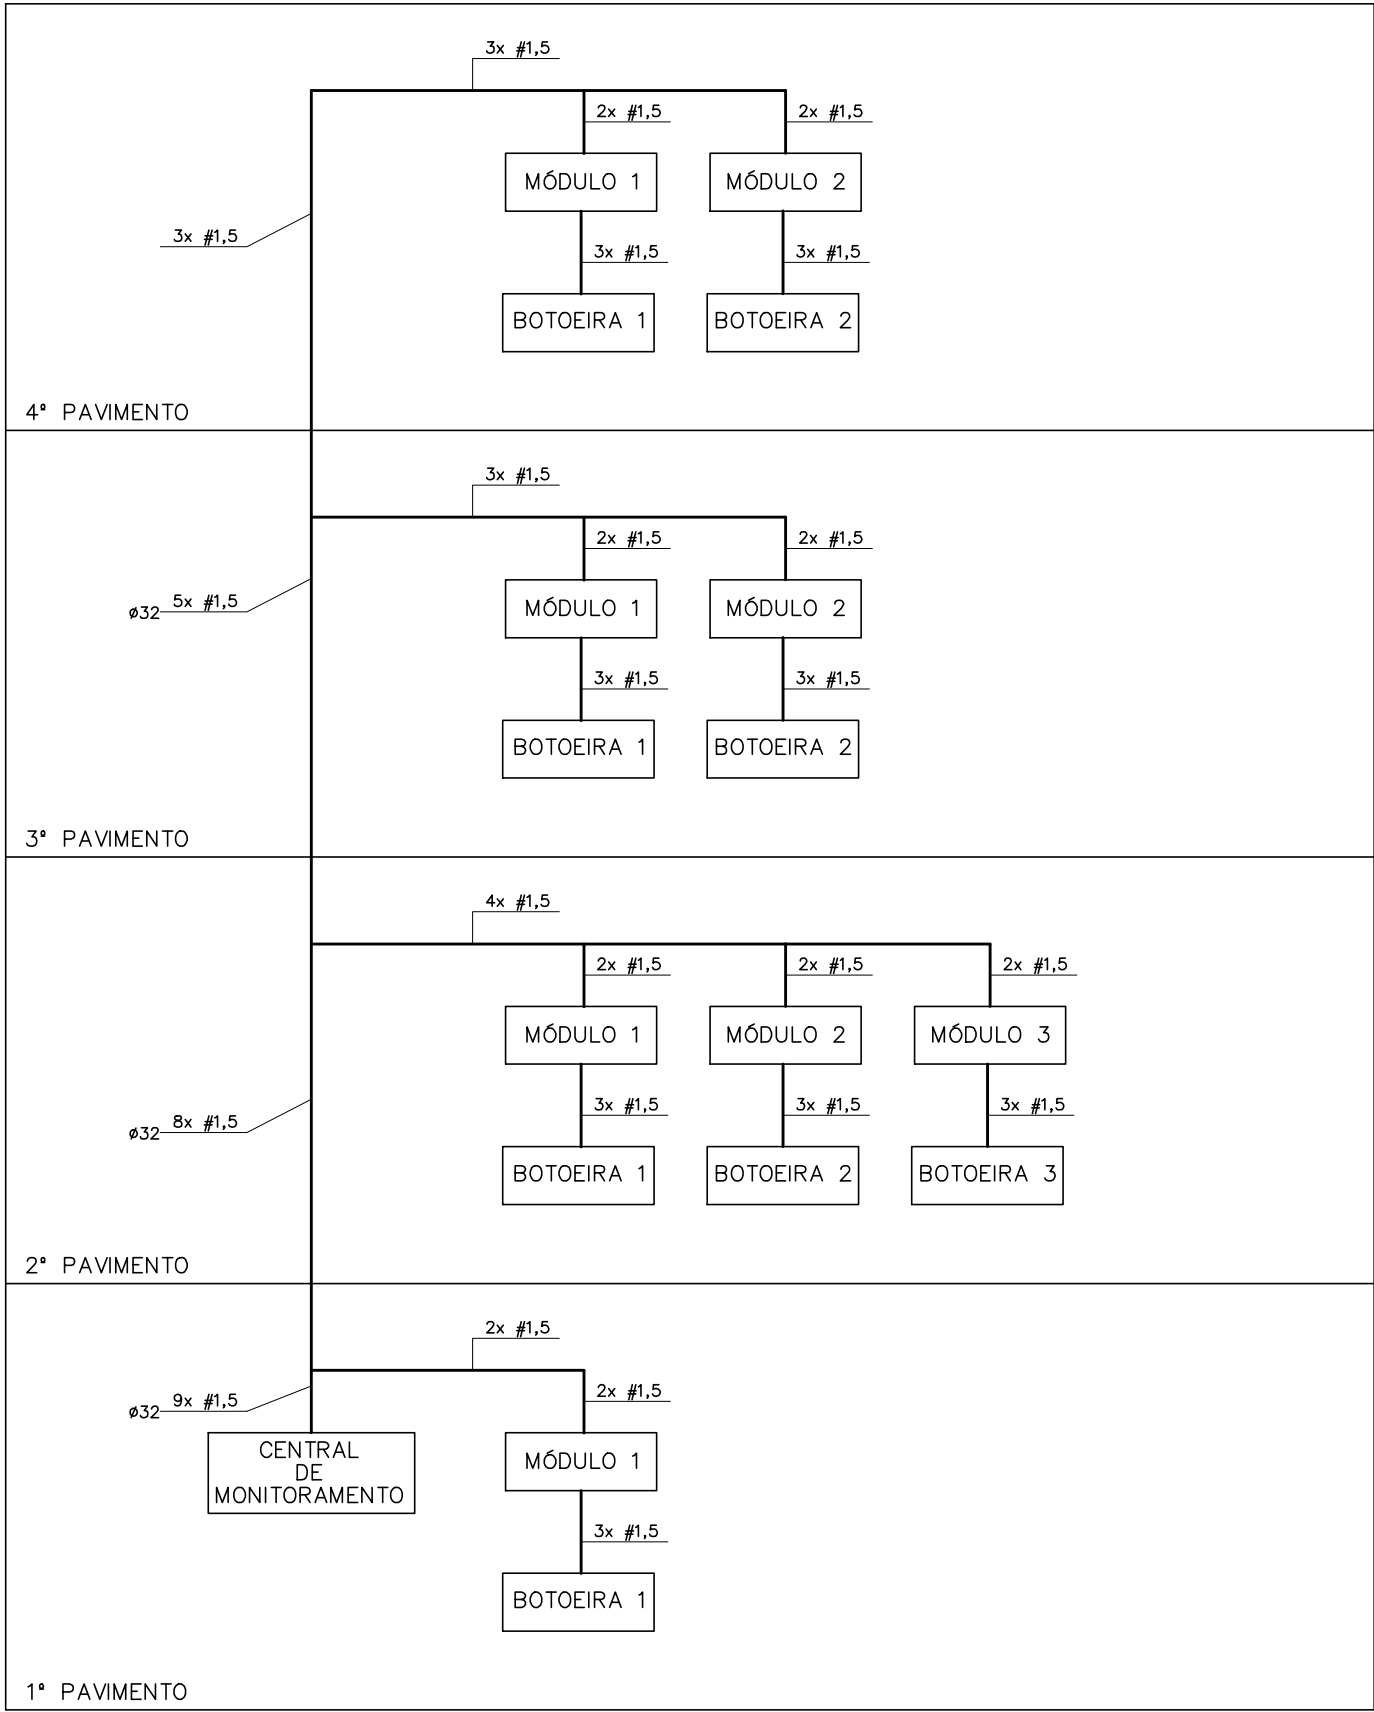 3x #1,5
2x #1,5
2x #1,5
MÓDULO 1
MÓDULO 2
3x #1,5
3x #1,5
3x #1,5
BOTOEIRA 1
BOTOEIRA 2
4º PAVIMENTO
3x #1,5
2x #1,5
2x #1,5
ø32 5x #1,5
MÓDULO 1
MÓDULO 2
3x #1,5
3x #1,5
BOTOEIRA 1
BOTOEIRA 2
3º PAVIMENTO
4x #1,5
2x #1,5
2x #1,5
2x #1,5
MÓDULO 1
MÓDULO 2
MÓDULO 3
ø32 8x #1,5
3x #1,5
3x #1,5
3x #1,5
BOTOEIRA 1
BOTOEIRA 2
BOTOEIRA 3
2º PAVIMENTO
2x #1,5
ø32 9x #1,5
2x #1,5
CENTRAL
DE
MONITORAMENTO
MÓDULO 1
3x #1,5
BOTOEIRA 1
1º PAVIMENTO